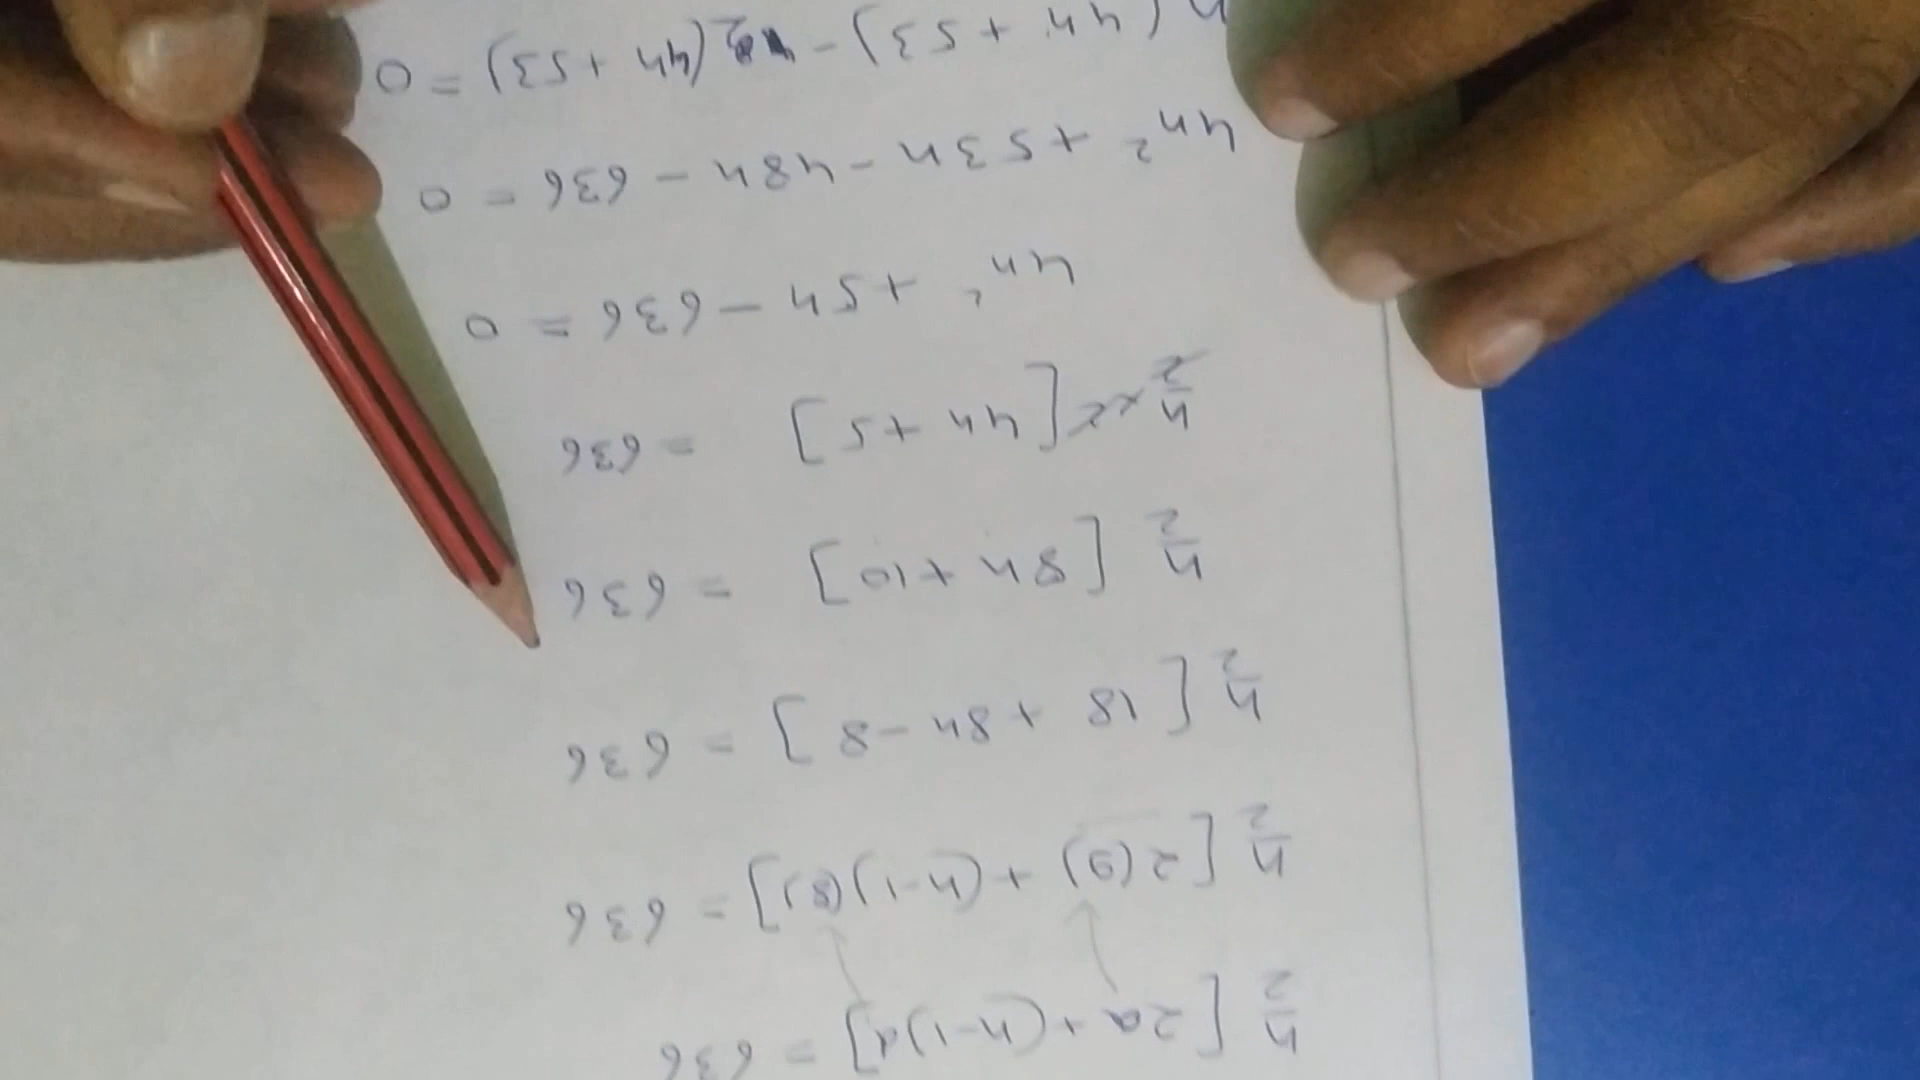 n/2 [2a + (n-1)d] = 636
n/2 [2(9) + (n-1)(8)] = 636
n/2 [18 + 8n - 8] = 636
n/2 [8n + 10] = 636
n/2 × 2 [4n + 5] = 636
4n² + 5n - 636 = 0
4n² + 53n - 48n - 636 = 0
n (4n + 53) - 2 (4n + 53) = 0